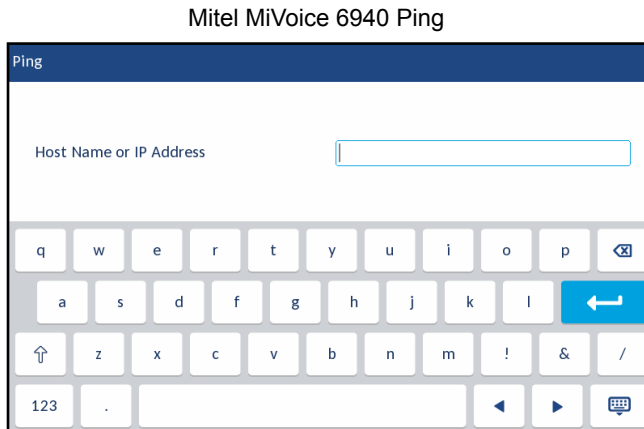 Mitel MiVoice 6940 Ping
Ping
Host Name or IP Address
q w e r t y u i o p
a s d f g h j k l
z x c v b n m ! & /
123 .